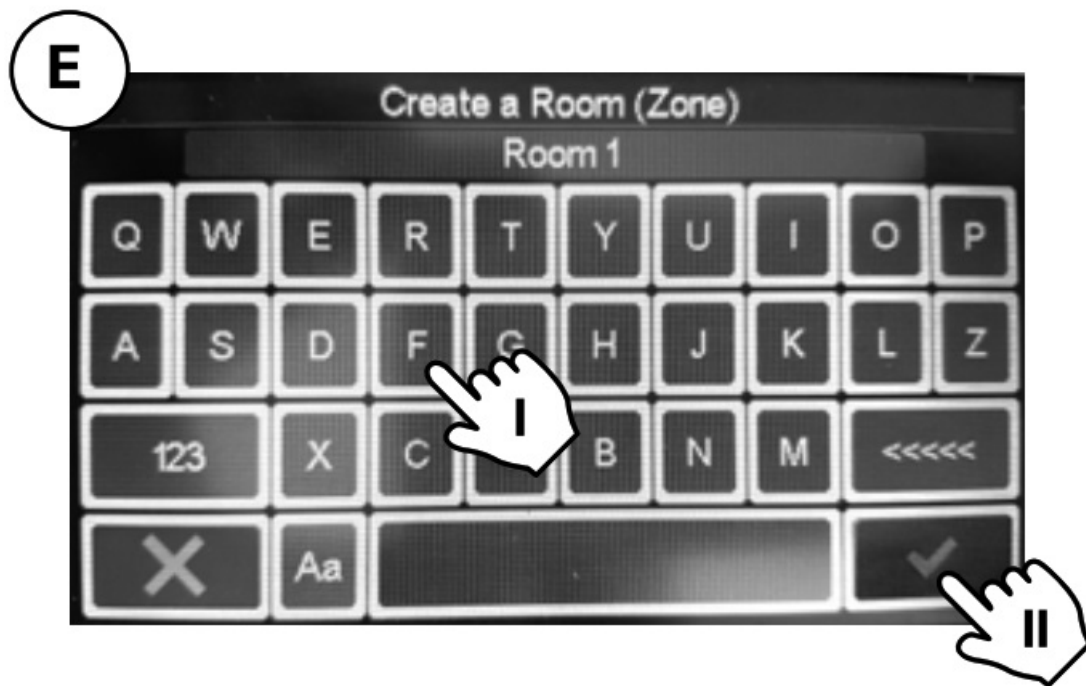 E
Create a Room (Zone)
Room 1
Q W E R T Y U I O P
A S D F G H J K L Z
123 X C B N M <<<<<
Aa
I
II